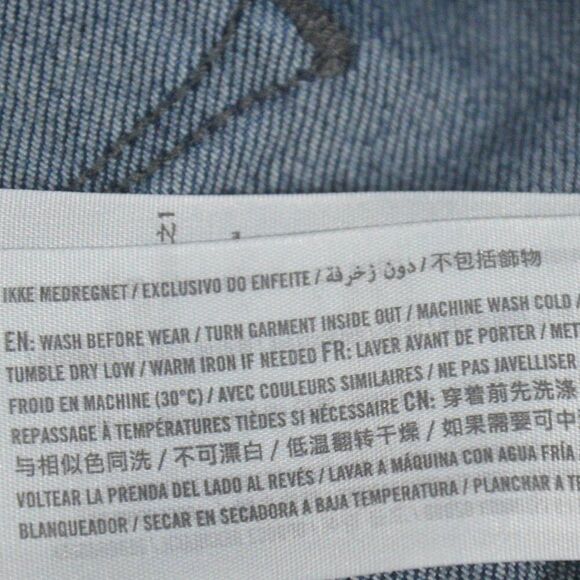 IKKE MEDREGNET / EXCLUSIVO DO ENFEITE / دون زخرفة / 不包括飾物
EN: WASH BEFORE WEAR / TURN GARMENT INSIDE OUT / MACHINE WASH COLD /
TUMBLE DRY LOW / WARM IRON IF NEEDED FR: LAVER AVANT DE PORTER / MET
FROID EN MACHINE (30°C) / AVEC COULEURS SIMILAIRES / NE PAS JAVELLISER
REPASSAGE À TEMPÉRATURES TIÈDES SI NÉCESSAIRE CN: 穿着前先洗涤
与相似色同洗 / 不可漂白 / 低温翻转干燥 / 如果需要可中
VOLTEAR LA PRENDA DEL LADO AL REVÉS / LAVAR A MÁQUINA CON AGUA FRÍA
BLANQUEADOR / SECAR EN SECADORA A BAJA TEMPERATURA / PLANCHAR A TE